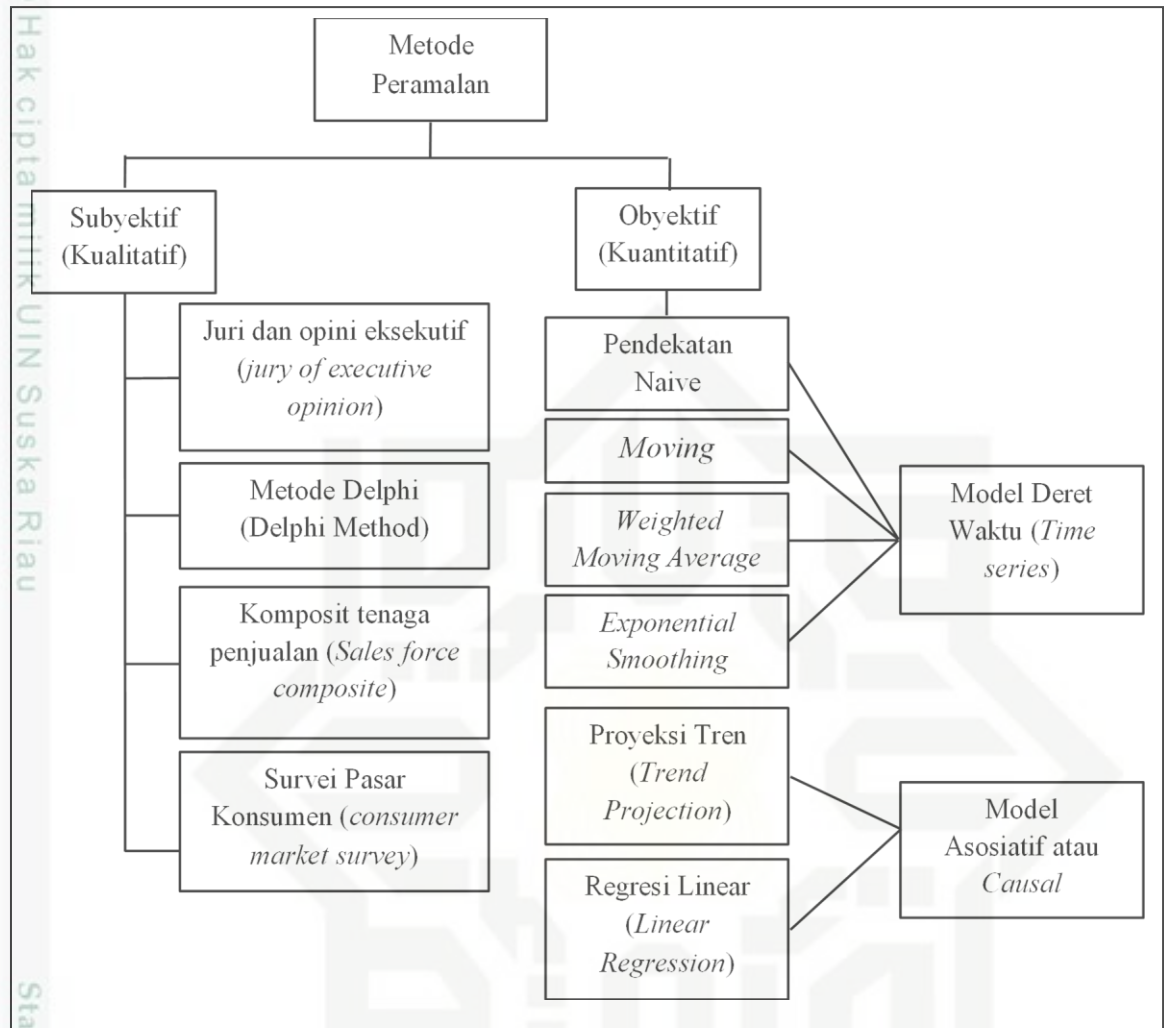 Hak cipta milik UIN Suska Riau
Sta
Metode
Peramalan
Subyektif
(Kualitatif)
Obyektif
(Kuantitatif)
Juri dan opini eksekutif
(jury of executive
opinion)
Metode Delphi
(Delphi Method)
Komposit tenaga
penjualan (Sales force
composite)
Survei Pasar
Konsumen (consumer
market survey)
Pendekatan
Naive
Moving
Weighted
Moving Average
Exponential
Smoothing
Proyeksi Tren
(Trend
Projection)
Regresi Linear
(Linear
Regression)
Model Deret
Waktu (Time
series)
Model
Asosiatif atau
Causal